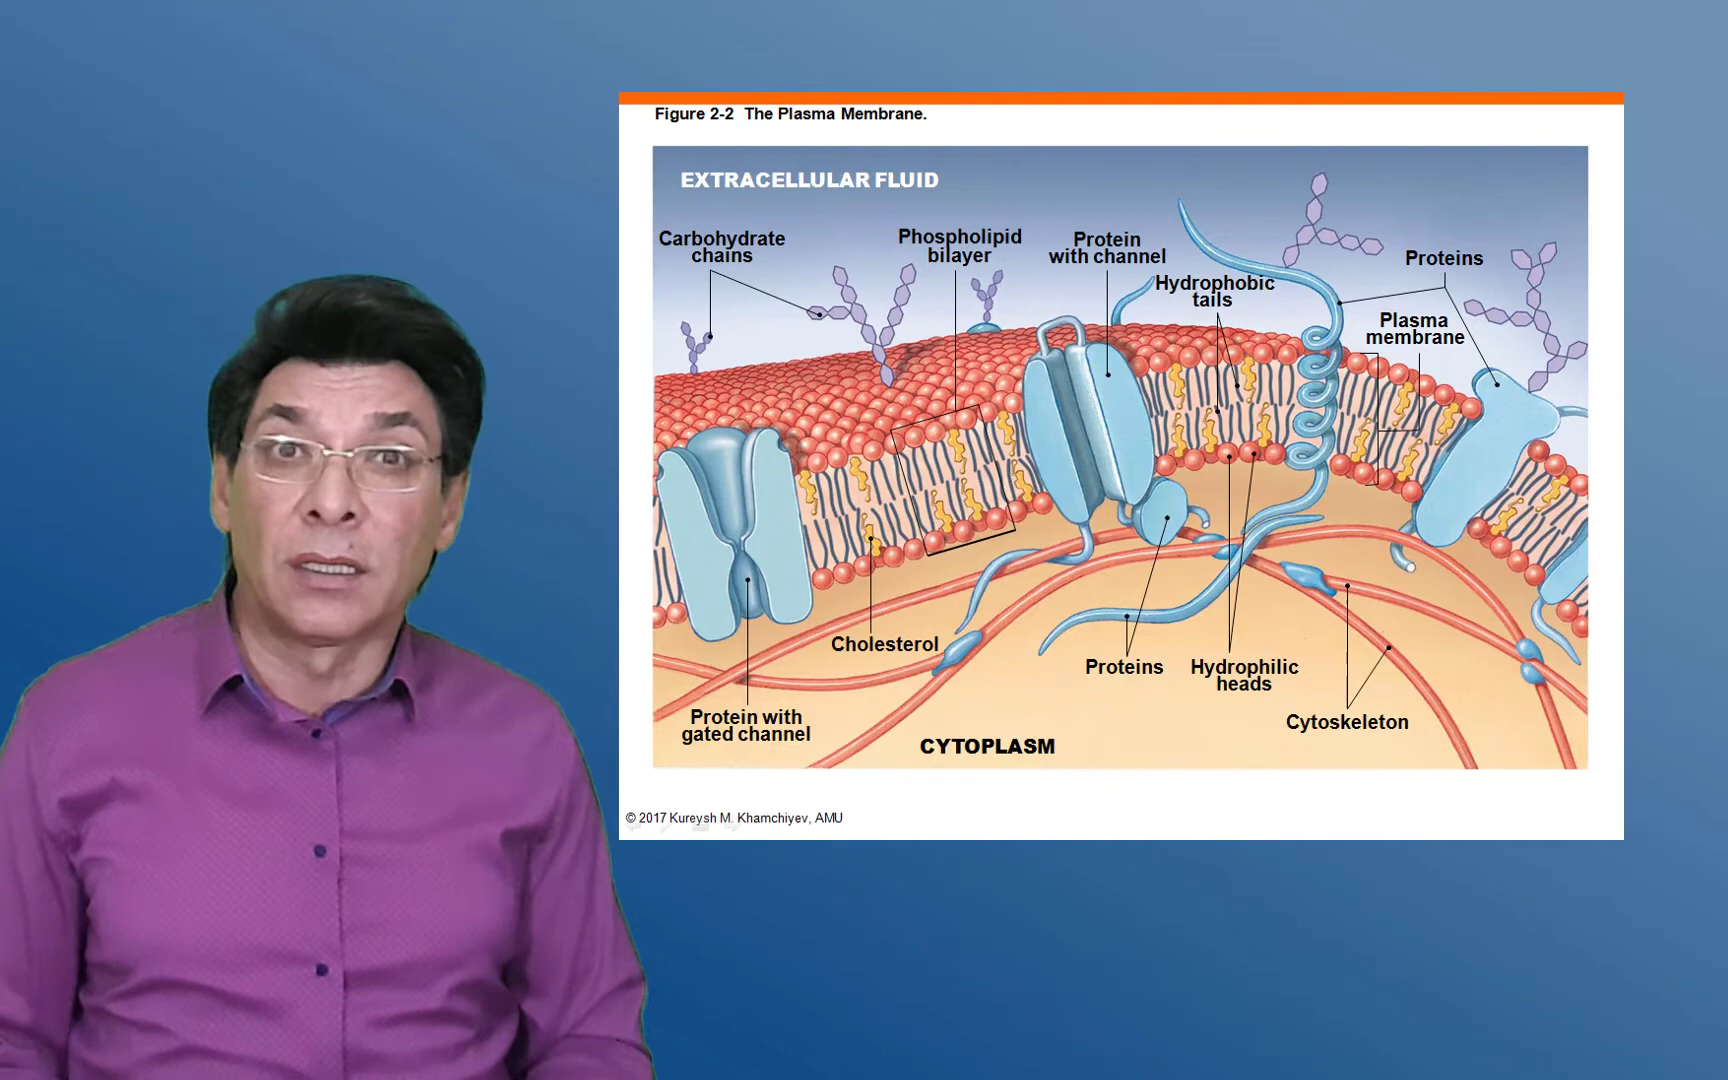 Figure 2-2 The Plasma Membrane.
EXTRACELLULAR FLUID
Carbohydrate
chains
Phospholipid
bilayer
Protein
with channel
Hydrophobic
tails
Proteins
Plasma
membrane
Cholesterol
Proteins
Hydrophilic
heads
Protein with
gated channel
Cytoskeleton
CYTOPLASM
© 2017 Kureysh M. Khamchiyev, AMU